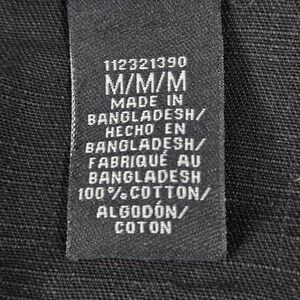 112321390
M/M/M
MADE IN
BANGLADESH/
HECHO EN
BANGLADESH/
FABRIQUÉ AU
BANGLADESH
100% COTTON/
ALGODÓN/
COTON